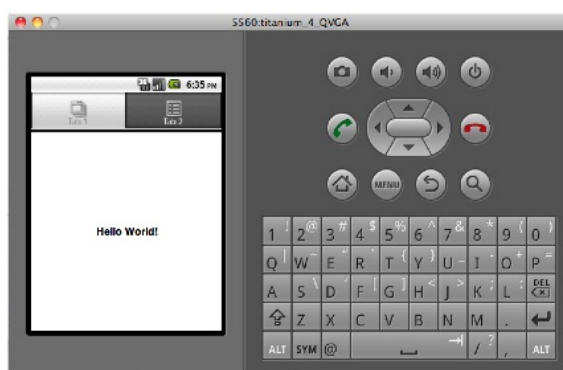 5560:titanium_4_QVGA
6:35 PM
Tab 1
Tab 2
Hello World!
MENU
1 ! 2 @ 3 # 4 $ 5 % 6 ^ 7 & 8 * 9 ( 0 )
Q | W ~ E " R ` T { Y } U - I O + P =
A S \ D ' F [ G ] H < J > K ; L : DEL
Z X C V B N M .
ALT SYM @ / ? , ALT